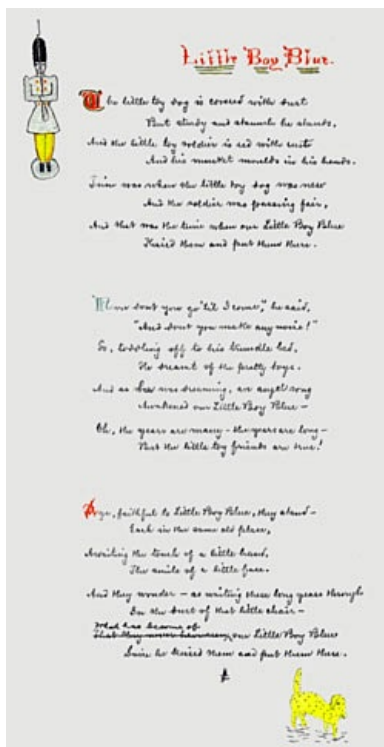 Little Boy Blue.
The little toy dog is covered with dust
But sturdy and staunch he stands,
And the little toy soldier is red with rust
And his musket moulds in his hands.
Time was when the little toy dog was new
And the soldier was passing fair,
And that was the time when our Little Boy Blue
Kissed them and put them there.
"Now don't you go 'til I come," he said,
"And don't you make any noise!"
So, toddling off to his trundle bed,
He dreamt of the pretty toys.
And as he was dreaming, an angel song
Awakened our Little Boy Blue—
Oh, the years are many – the years are long –
But the little toy friends are true!
Aye, faithful to Little Boy Blue, they stand –
Each in the same old place,
Awaiting the touch of a little hand,
The smile of a little face.
And they wonder – as waiting these long years through
In the dust of that little chair –
What has become of
our Little Boy Blue
Since he kissed them and put them there.